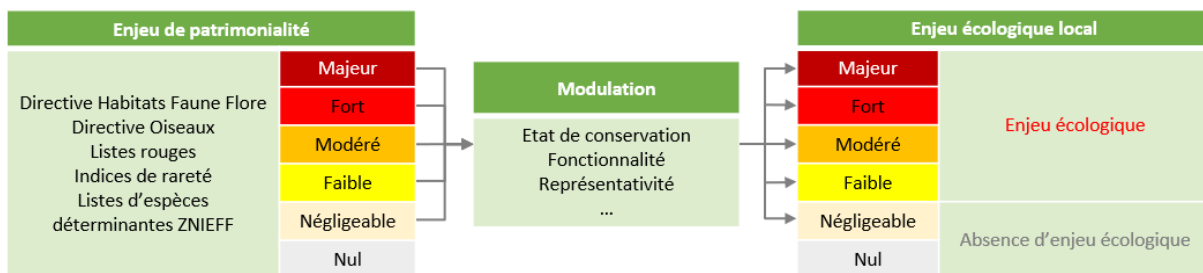 Enjeu de patrimonialité
Directive Habitats Faune Flore
Directive Oiseaux
Listes rouges
Indices de rareté
Listes d'espèces
déterminantes ZNIEFF
Majeur
Fort
Modéré
Faible
Négligeable
Nul
Modulation
Etat de conservation
Fonctionnalité
Représentativité
...
Enjeu écologique local
Majeur
Fort
Modéré
Faible
Négligeable
Nul
Enjeu écologique
Absence d'enjeu écologique